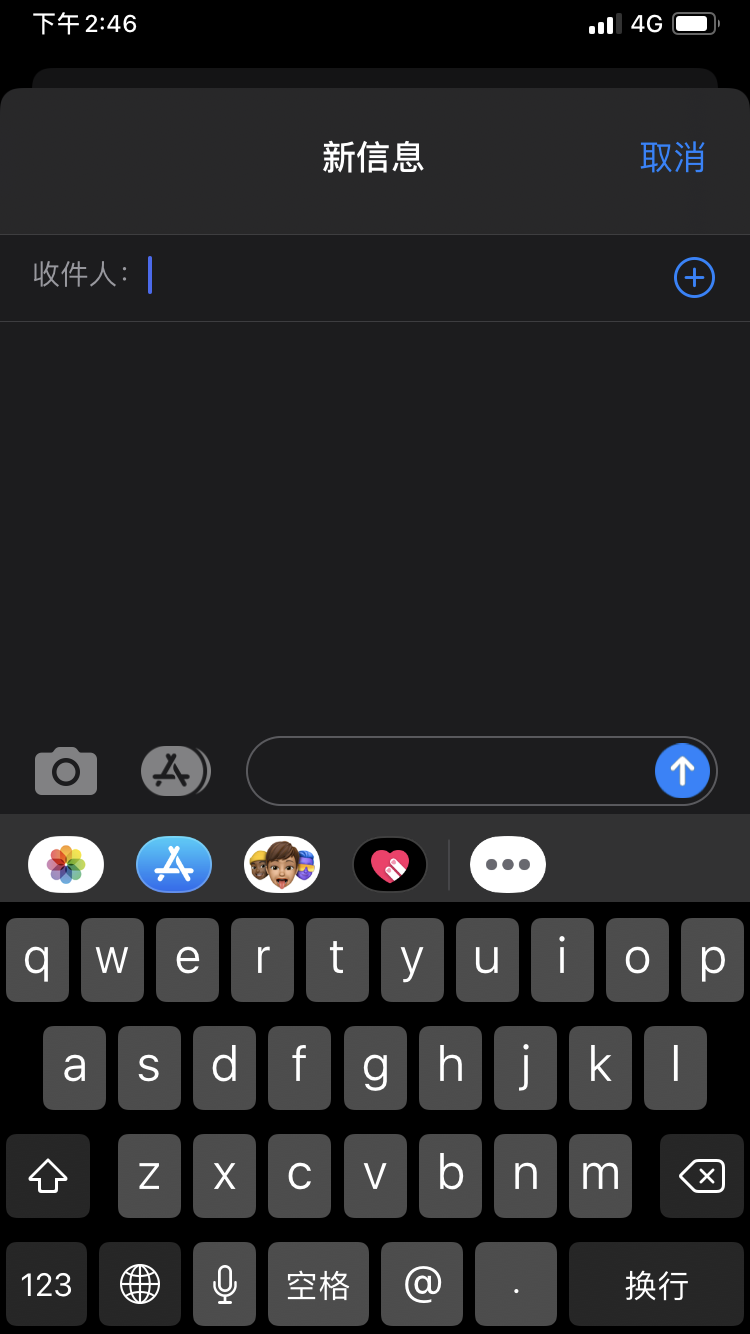 下午2:46 4G
新信息 取消
收件人：
q w e r t y u i o p
a s d f g h j k l
z x c v b n m
123 空格 @ . 换行